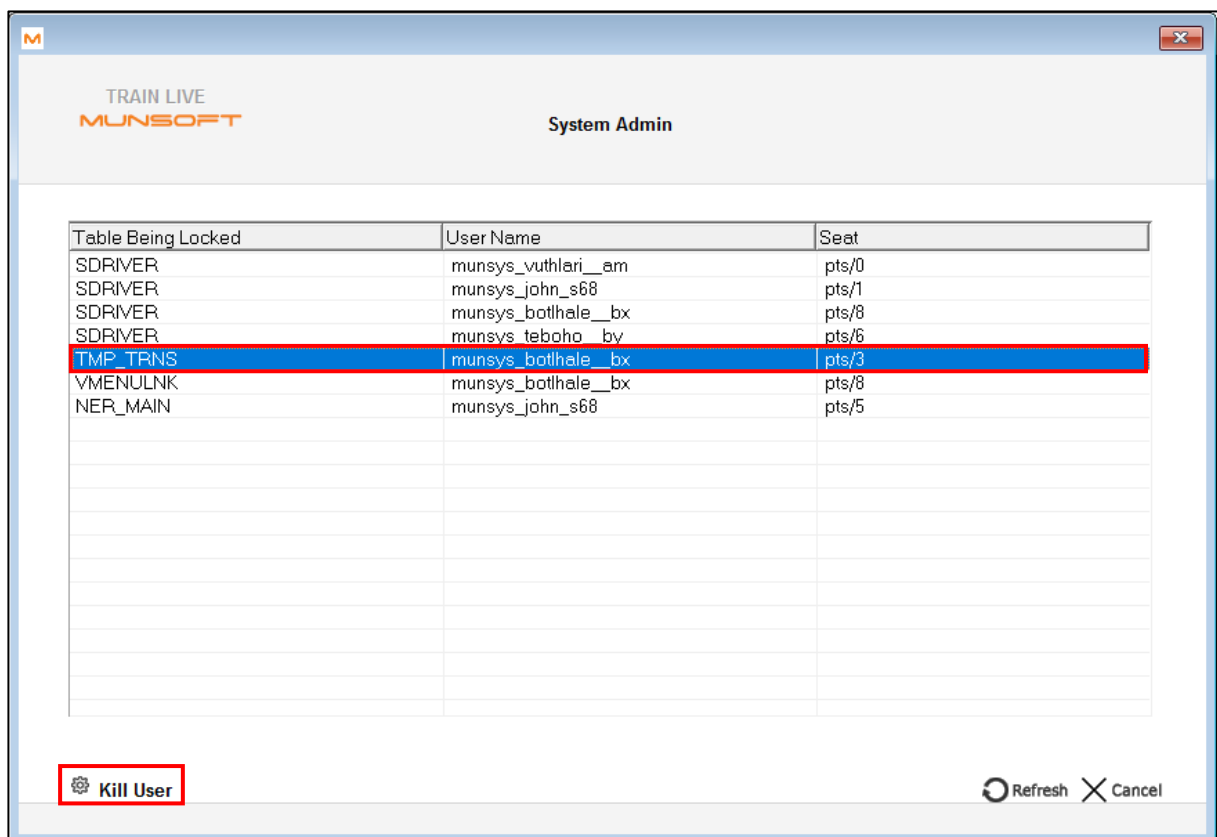 M
TRAIN LIVE
MUNSOFT
System Admin
Table Being Locked User Name Seat
SDRIVER munsys_vuthlari__am pts/0
SDRIVER munsys_john_s68 pts/1
SDRIVER munsys_botlhale__bx pts/8
SDRIVER munsys_teboho__by pts/6
TMP_TRNS munsys_botlhale__bx pts/3
VMENULNK munsys_botlhale__bx pts/8
NER_MAIN munsys_john_s68 pts/5
Kill User Refresh Cancel